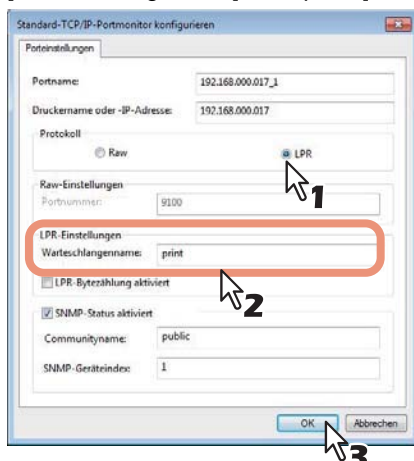 Standard-TCP/IP-Portmonitor konfigurieren
Porteinstellungen
Portname: 192.168.000.017_1
Druckername oder -IP-Adresse: 192.168.000.017
Protokoll
Raw LPR
1
Raw-Einstellungen
Portnummer: 9100
LPR-Einstellungen
Warteschlangenname: print
LPR-Bytezählung aktiviert
2
SNMP-Status aktiviert
Communityname: public
SNMP-Geräteindex: 1
OK Abbrechen
3